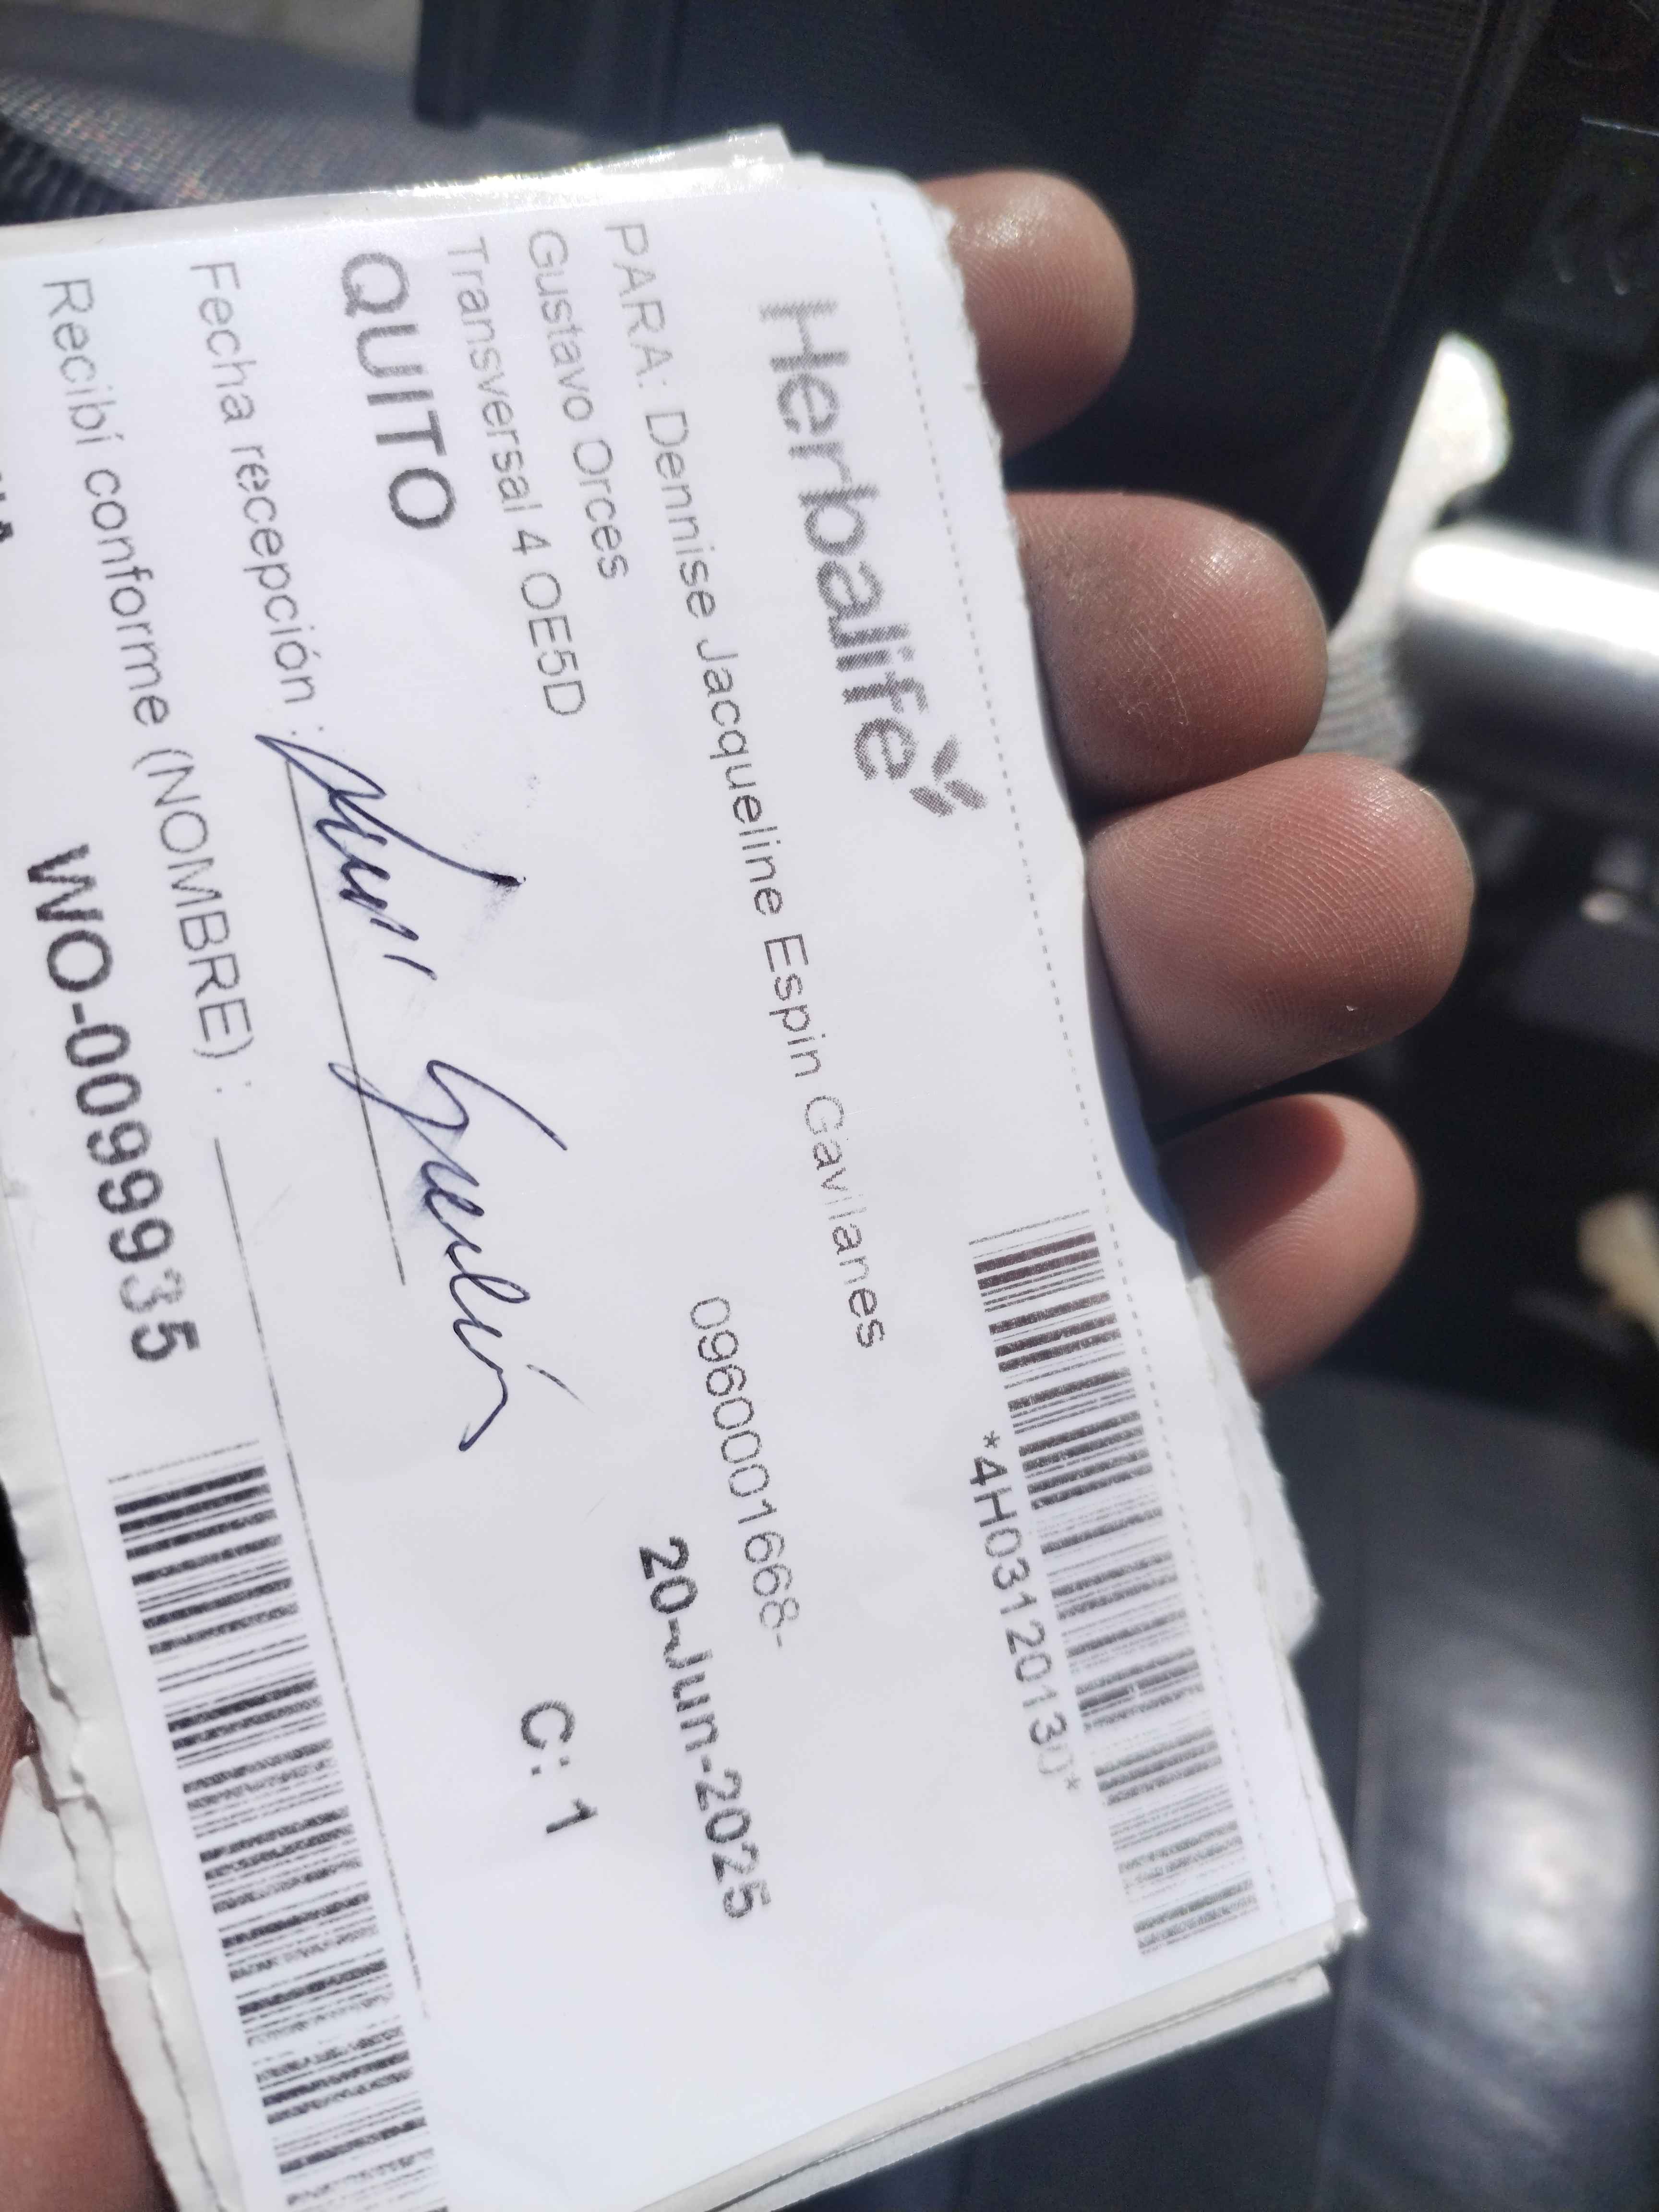 Herbalife
*4H03120130*
PARA: Dennise Jacqueline Espin Gavilanes
Gustavo Orces
0960001668-
Transversal 4 OE5D
20-Jun-2025
QUITO
C: 1
Fecha recepción :
Recibí conforme (NOMBRE) :
WO-0099935